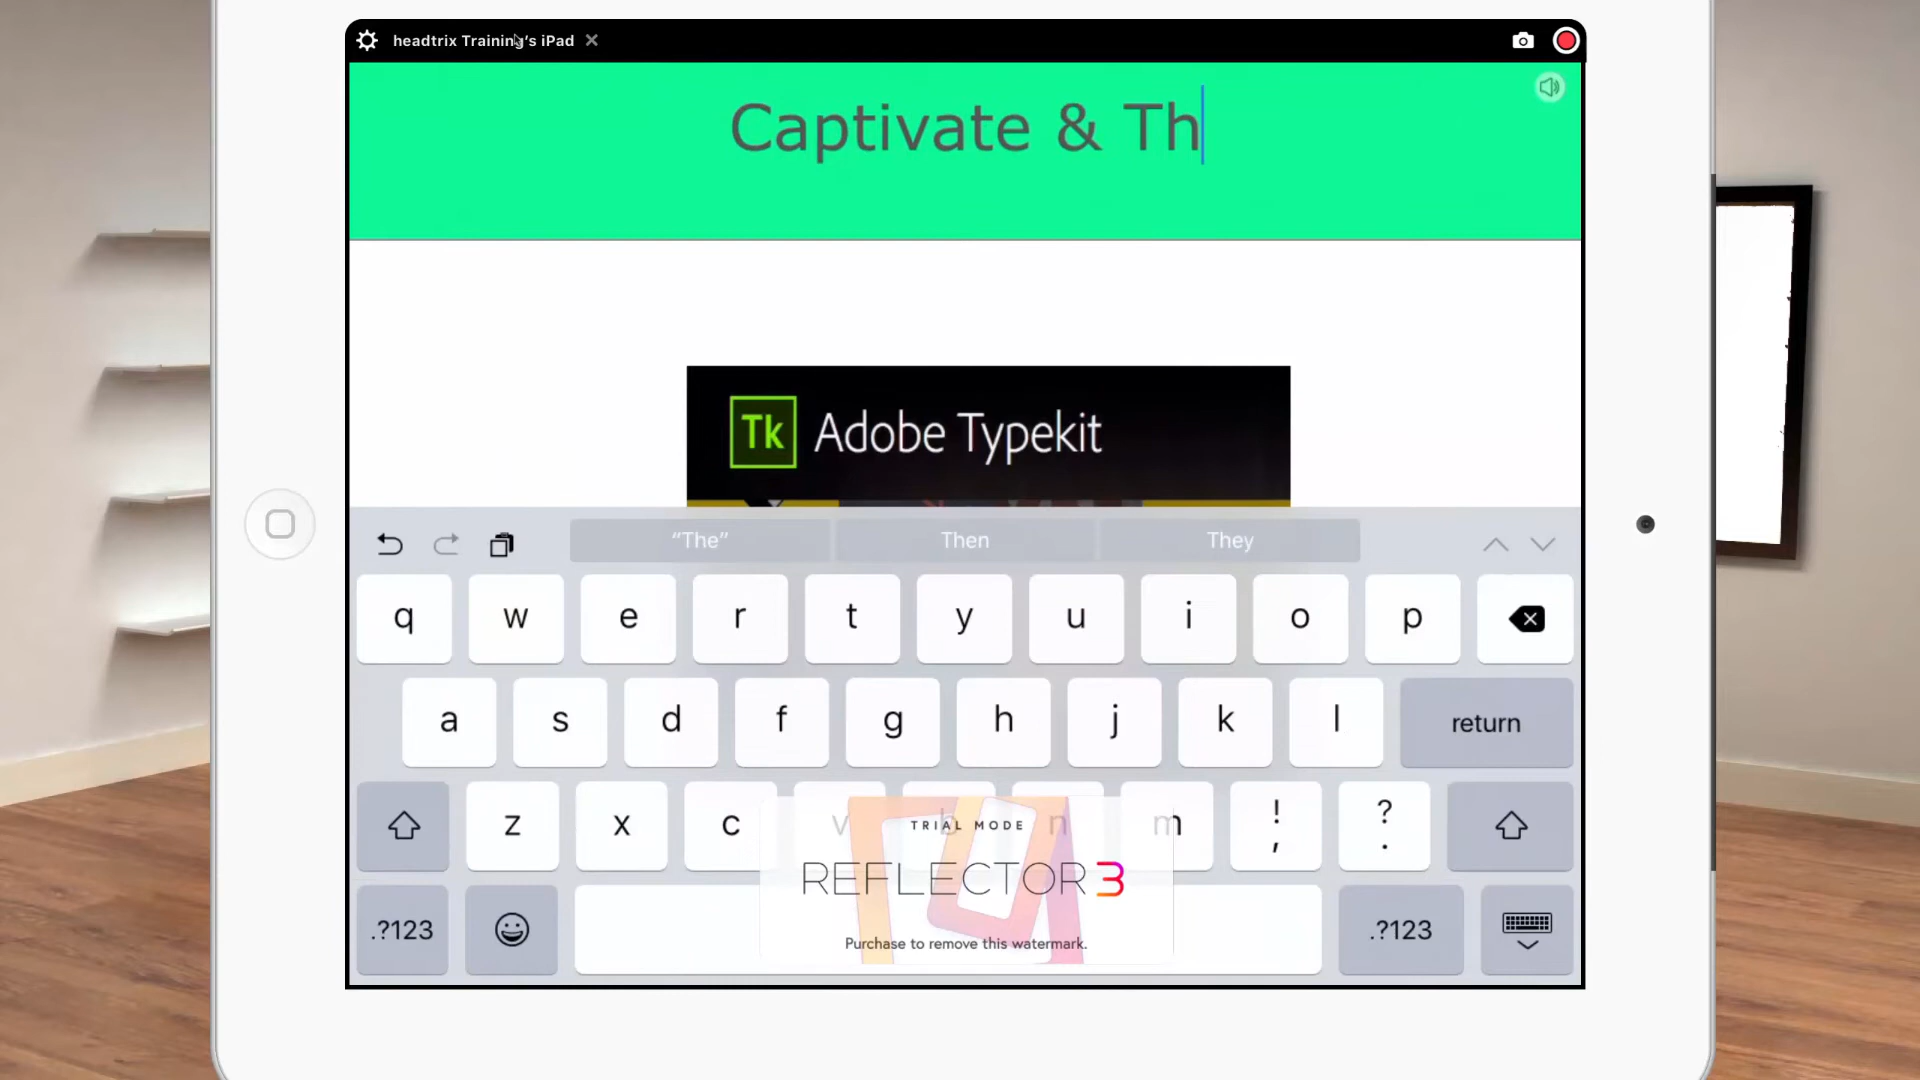 headtrix Training's iPad
Captivate & Th
Tk Adobe Typekit
"The" Then They
q w e r t y u i o p
a s d f g h j k l return
z x c v b n m ! , ? .
TRIAL MODE
REFLECTOR 3
.?123 .?123
Purchase to remove this watermark.